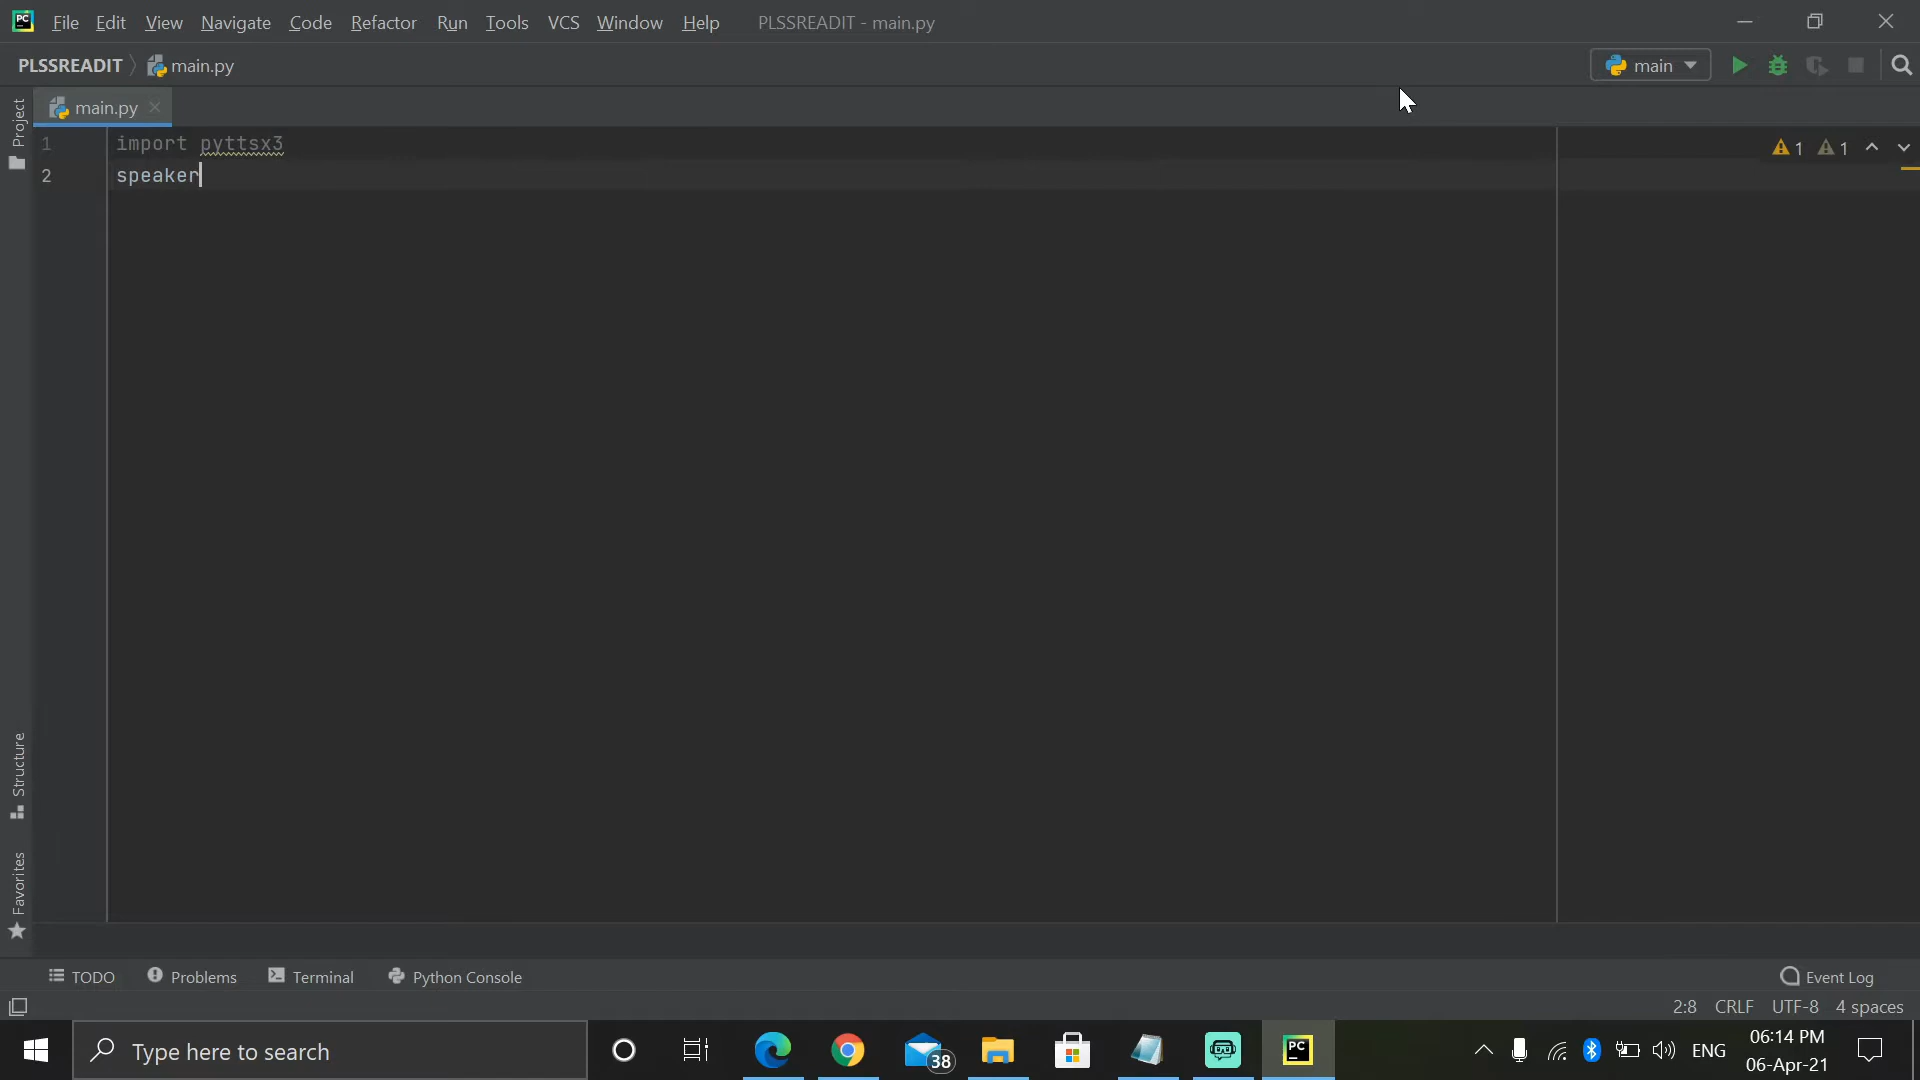 PC File Edit View Navigate Code Refactor Run Tools VCS Window Help PLSSREADIT - main.py
PLSSREADIT main.py main
Project
main.py
1 import pyttsx3 1 1
2 speaker
Structure
Favorites
TODO Problems Terminal Python Console Event Log
2:8 CRLF UTF-8 4 spaces
Type here to search 38 PC ENG 06:14 PM
06-Apr-21